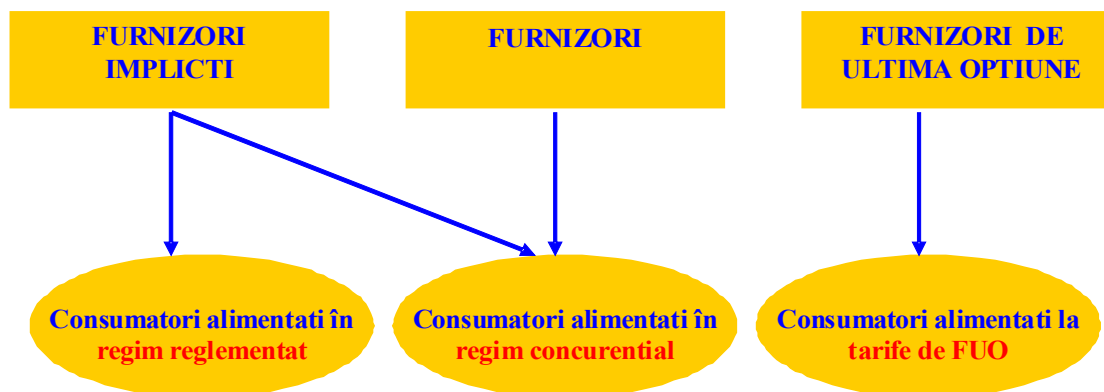 FURNIZORI
IMPLICTI
FURNIZORI
FURNIZORI DE
ULTIMA OPTIUNE
Consumatori alimentati în
regim reglementat
Consumatori alimentati în
regim concurential
Consumatori alimentati la
tarife de FUO